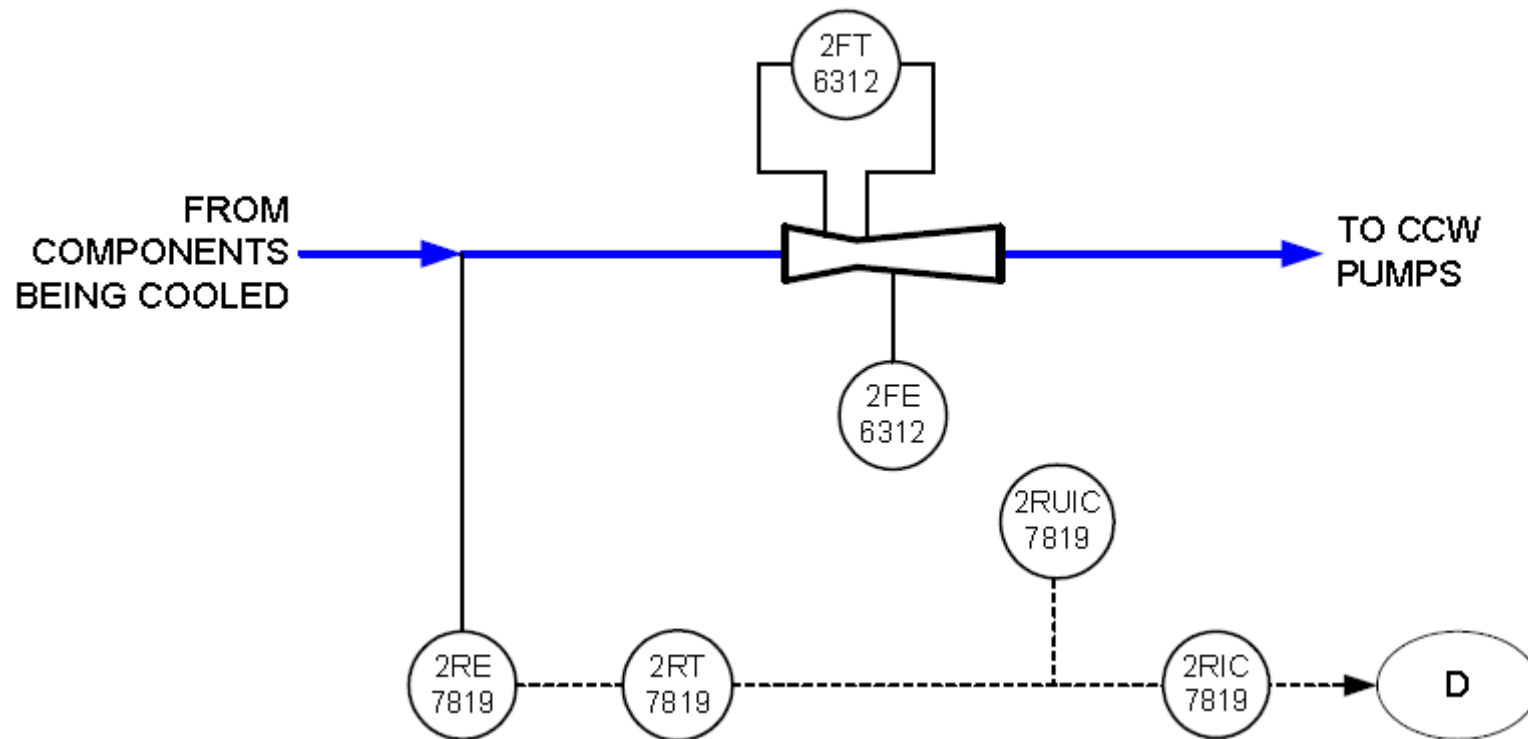 2FT
6312
FROM
COMPONENTS
BEING COOLED
TO CCW
PUMPS
2FE
6312
2RUIC
7819
2RE
7819
2RT
7819
2RIC
7819
D